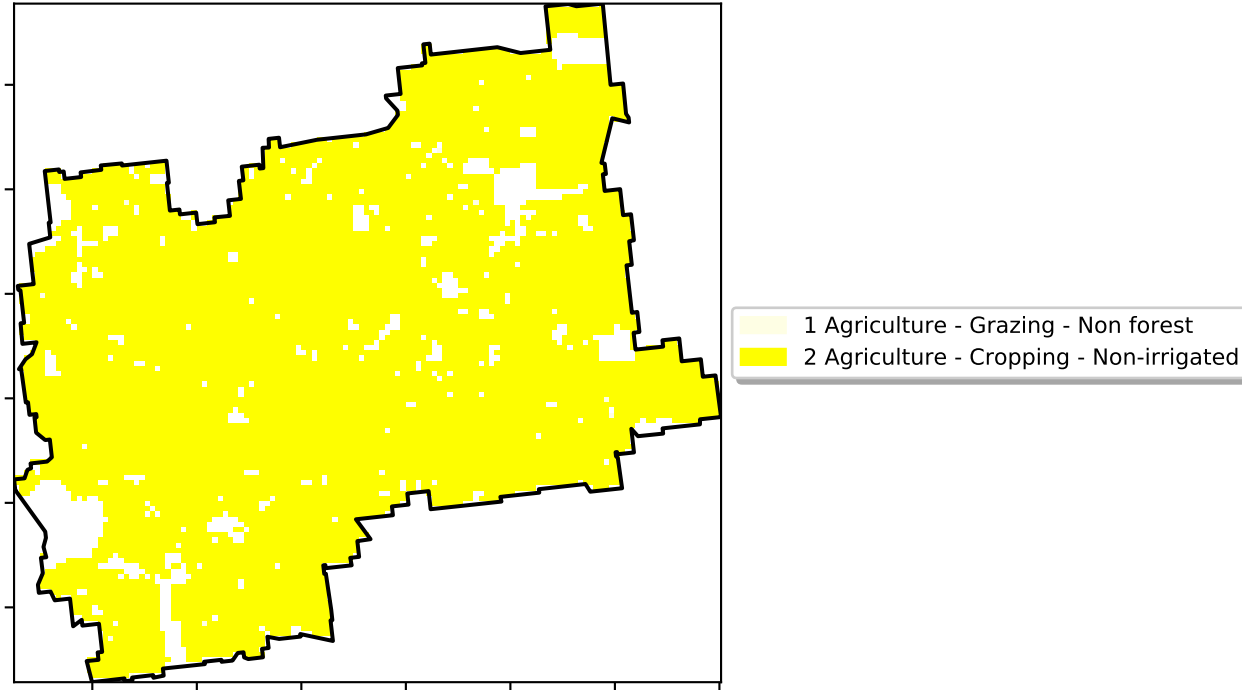 1 Agriculture - Grazing - Non forest
2 Agriculture - Cropping - Non-irrigated